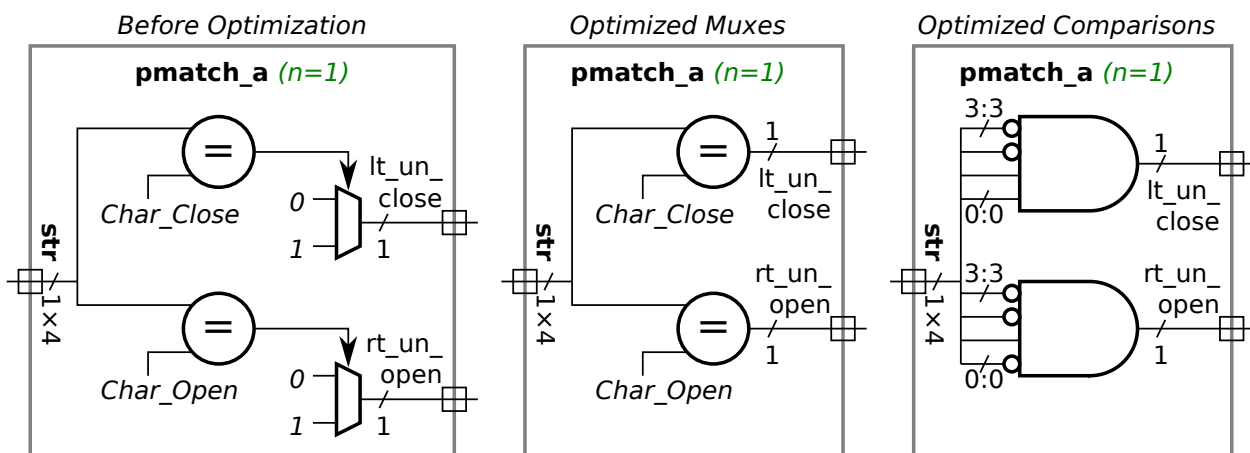 Before Optimization
pmatch_a (n=1)
=
Char_Close
0
1
lt_un_
close
1
str
1×4
=
Char_Open
0
1
rt_un_
open
1
Optimized Muxes
pmatch_a (n=1)
=
Char_Close
1
lt_un_
close
str
1×4
=
Char_Open
rt_un_
open
1
Optimized Comparisons
pmatch_a (n=1)
3:3
0:0
1
lt_un_
close
str
1×4
3:3
0:0
rt_un_
open
1